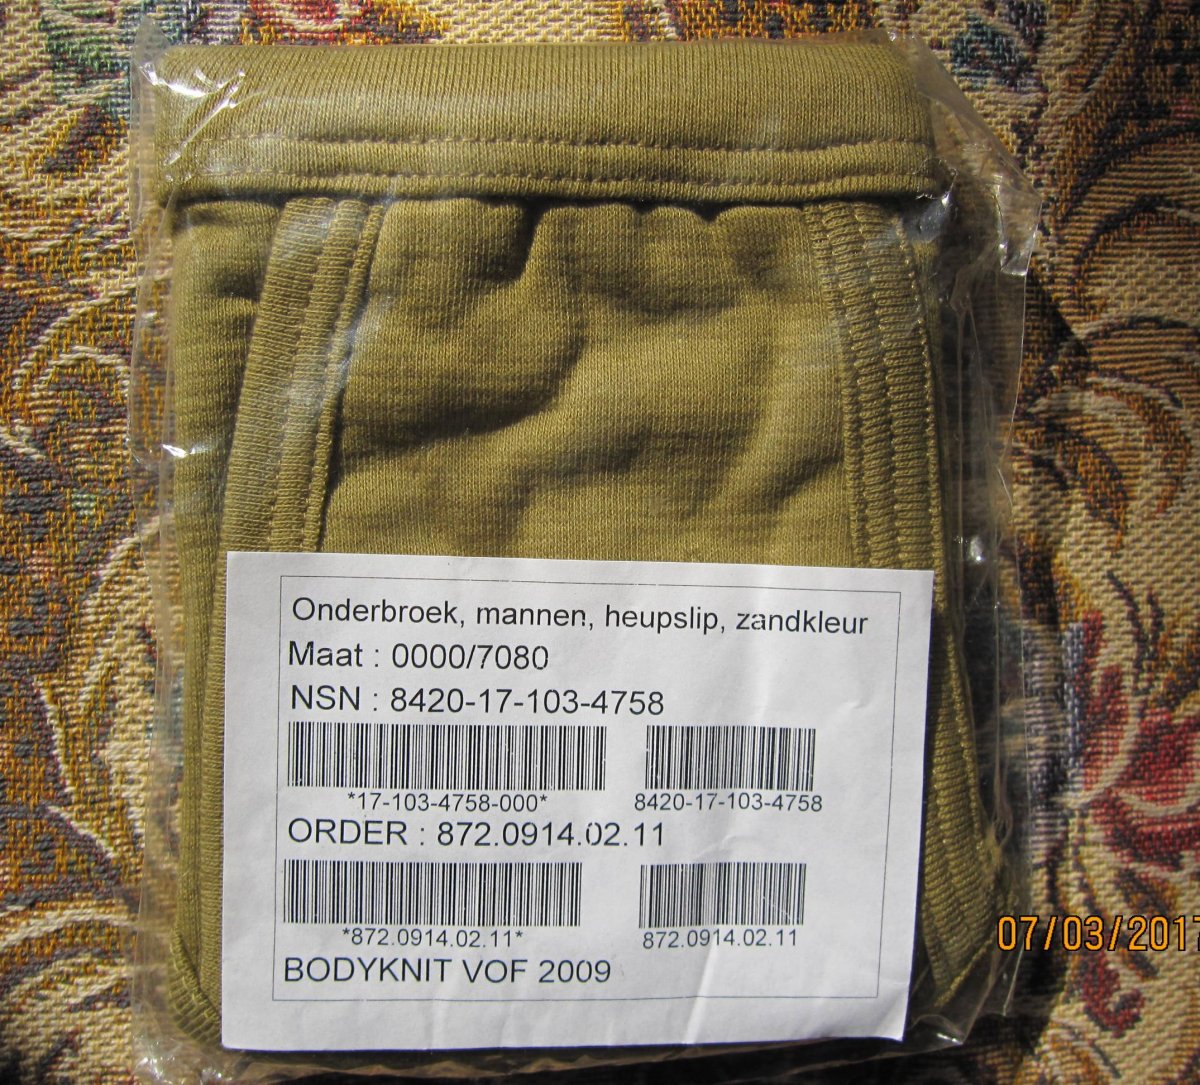 Onderbroek, mannen, heupslip, zandkleur
Maat : 0000/7080
NSN : 8420-17-103-4758
*17-103-4758-000*
8420-17-103-4758
ORDER : 872.0914.02.11
*872.0914.02.11*
872.0914.02.11
BODYKNIT VOF 2009
07/03/2017